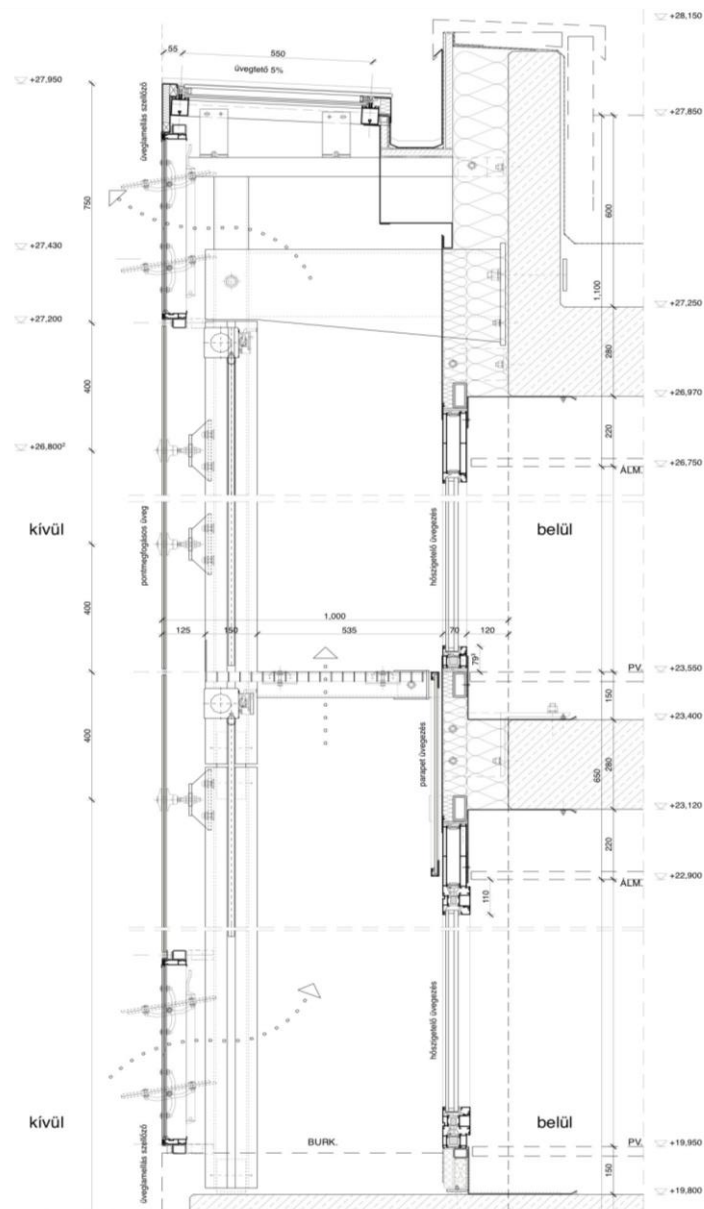 +28,150
55
550
üvegtető 5%
+27,950
+27,850
üveglamellás szellőző
750
600
+27,430
1,100
+27,250
+27,200
280
400
+26,970
220
+26,800²
+26,750
ÁLM.
kívül
pontmegfogásos üveg
hőszigetelő üvegezés
belül
400
1,000
125
150
535
70
120
79³
PV.
+23,550
150
+23,400
400
parapet üvegezés
650
280
+23,120
220
+22,900
ÁLM.
110
hőszigetelő üvegezés
kívül
belül
üveglamellás szellőző
BURK.
PV.
+19,950
150
+19,800